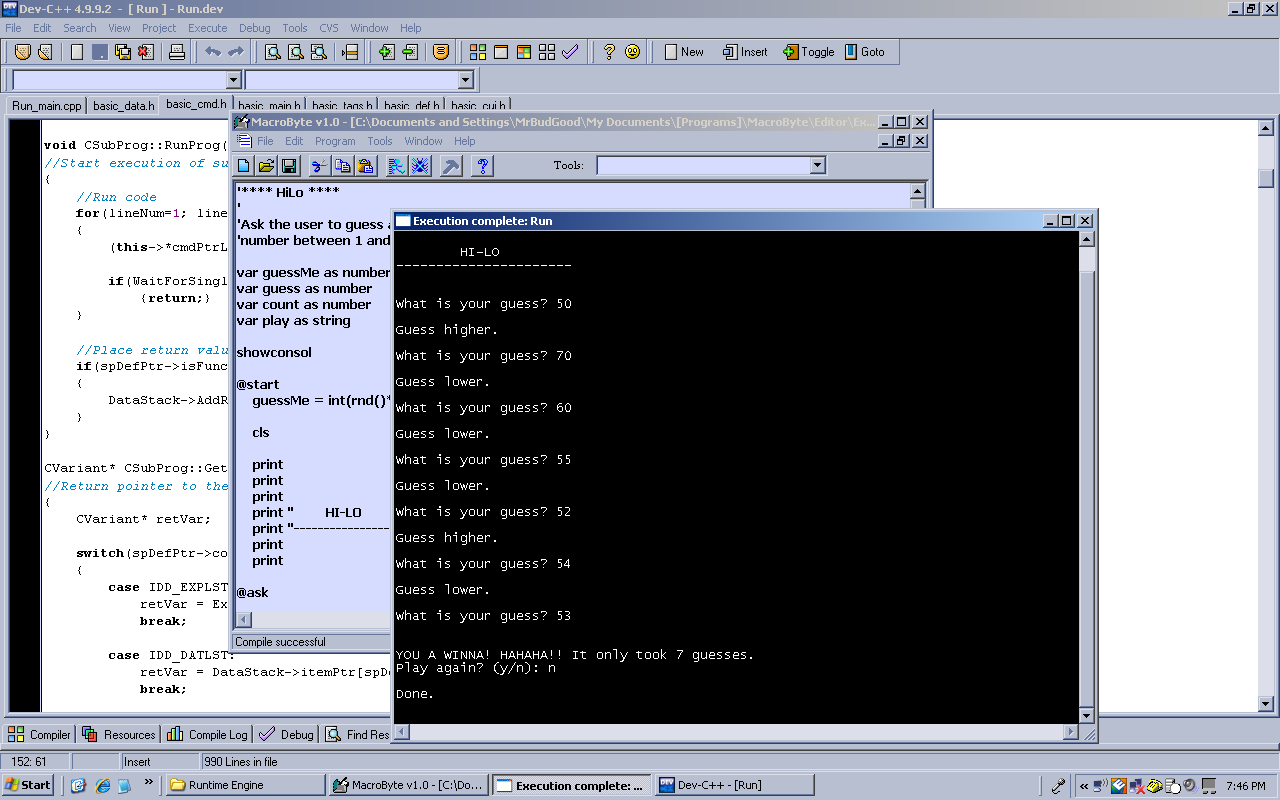 Dev-C++ 4.9.9.2 - [ Run ] - Run.dev
File Edit Search View Project Execute Debug Tools CVS Window Help
New Insert Toggle Goto
Run_main.cpp basic_data.h basic_cmd.h basic_main.h basic_tags.h basic_def.h basic_cui.h
void CSubProg::RunProg(
//Start execution of su
{
//Run code
for(lineNum=1; line
{
(this->*cmdPtrL
if(WaitForSingl
{return;}
}
//Place return valu
if(spDefPtr->isFunc
{
DataStack->AddR
}
}
CVariant* CSubProg::Get
//Return pointer to the
{
CVariant* retVar;
switch(spDefPtr->co
{
case IDD_EXPLST:
retVar = Ex
break;
case IDD_DATLST:
retVar = DataStack->itemPtr[spDe
break;
MacroByte v1.0 - [C:\Documents and Settings\MrBudGood\My Documents\[Programs]\MacroByte\Editor\Ex...
File Edit Program Tools Window Help
Tools:
'**** HiLo ****
'
'Ask the user to guess a
'number between 1 and
var guessMe as number
var guess as number
var count as number
var play as string
showconsol
@start
guessMe = int(rnd()*
cls
print
print
print
print " HI-LO
print "----------------
print
print
@ask
Compile successful
Execution complete: Run
HI-LO
----------------------
What is your guess? 50
Guess higher.
What is your guess? 70
Guess lower.
What is your guess? 60
Guess lower.
What is your guess? 55
Guess lower.
What is your guess? 52
Guess higher.
What is your guess? 54
Guess lower.
What is your guess? 53
YOU A WINNA! HAHAHA!! It only took 7 guesses.
Play again? (y/n): n
Done.
Compiler Resources Compile Log Debug Find Res
152: 61 Insert 990 Lines in file
Start » Runtime Engine MacroByte v1.0 - [C:\Do... Execution complete: ... Dev-C++ - [Run] « 7:46 PM